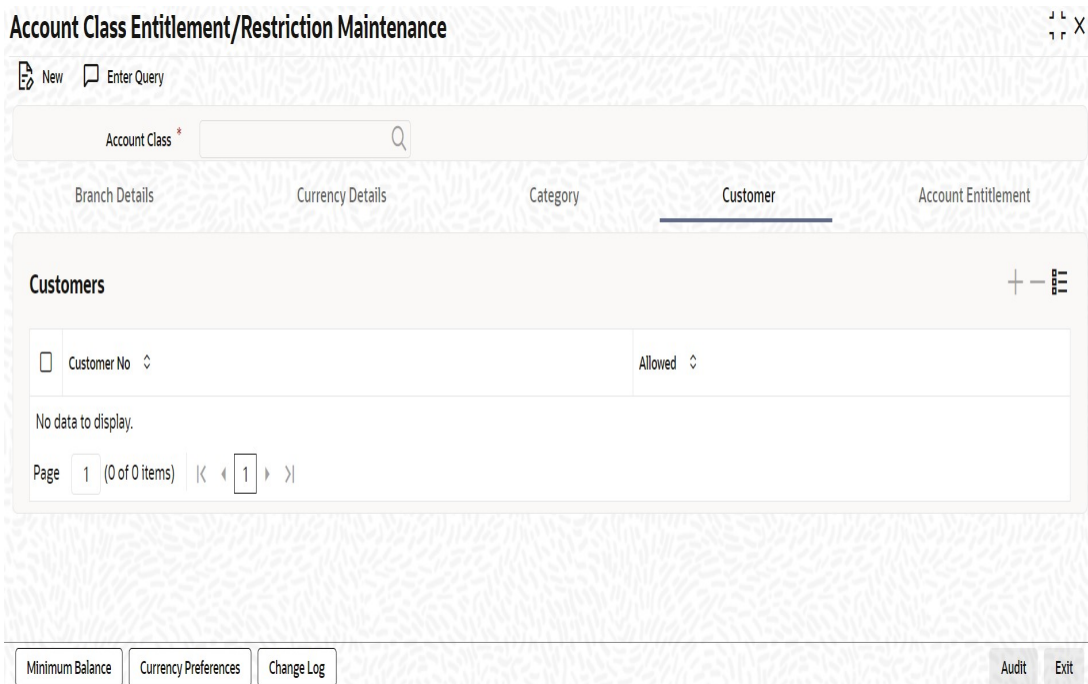 Account Class Entitlement/Restriction Maintenance
New Enter Query
Account Class *
Branch Details Currency Details Category Customer Account Entitlement
Customers
Customer No Allowed
No data to display.
Page 1 (0 of 0 items) 1
Minimum Balance Currency Preferences Change Log Audit Exit